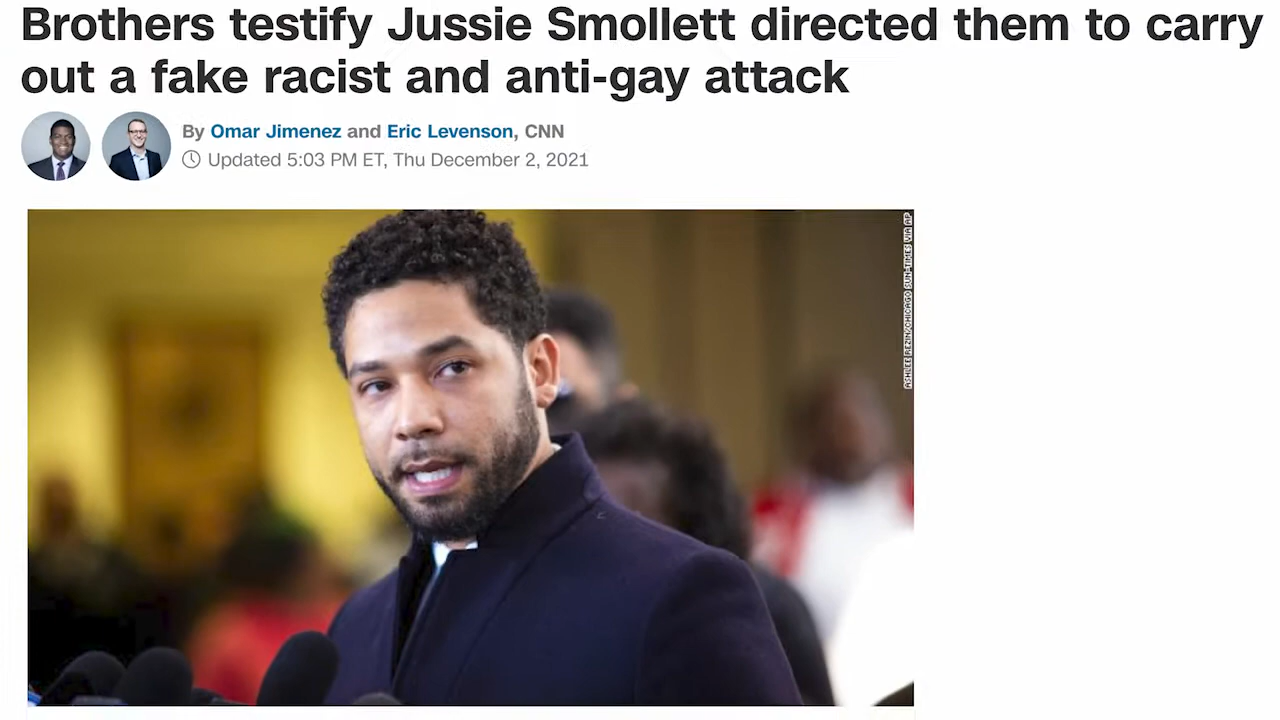 Brothers testify Jussie Smollett directed them to carry
out a fake racist and anti-gay attack
By Omar Jimenez and Eric Levenson, CNN
Updated 5:03 PM ET, Thu December 2, 2021
ASHLEE REZIN/CHICAGO SUN-TIMES VIA AP